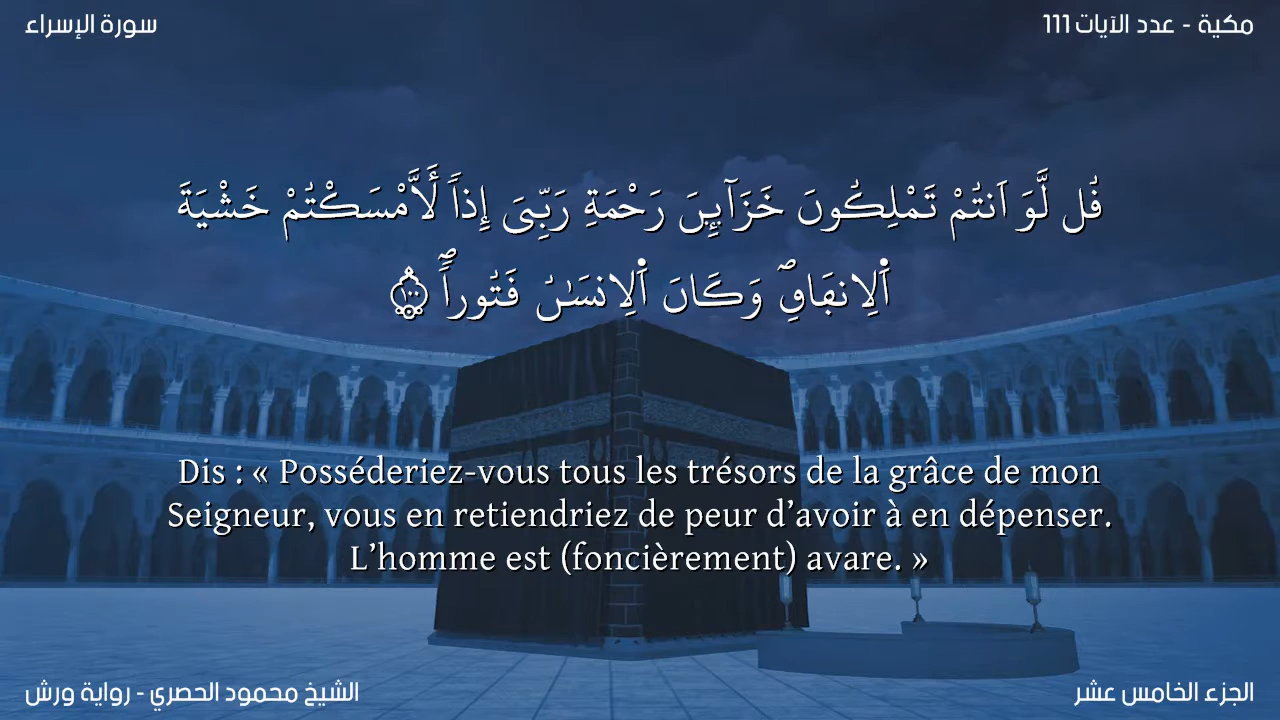 سورة الإسراء
مكية - عدد الآيات 111
قُل لَّوَ اَنتُمْ تَمْلِكُونَ خَزَآئِنَ رَحْمَةِ رَبِّىَ إِذاٗ لَّأَمْسَكْتُمْ خَشْيَةَ
اَ۬لِانفَاقِۖ وَكَانَ اَ۬لِانسَٰنُ قَتُوراٗۖ ١٠٠
Dis : « Posséderiez-vous tous les trésors de la grâce de mon
Seigneur, vous en retiendriez de peur d’avoir à en dépenser.
L’homme est (foncièrement) avare. »
الشيخ محمود الحصري - رواية ورش
الجزء الخامس عشر